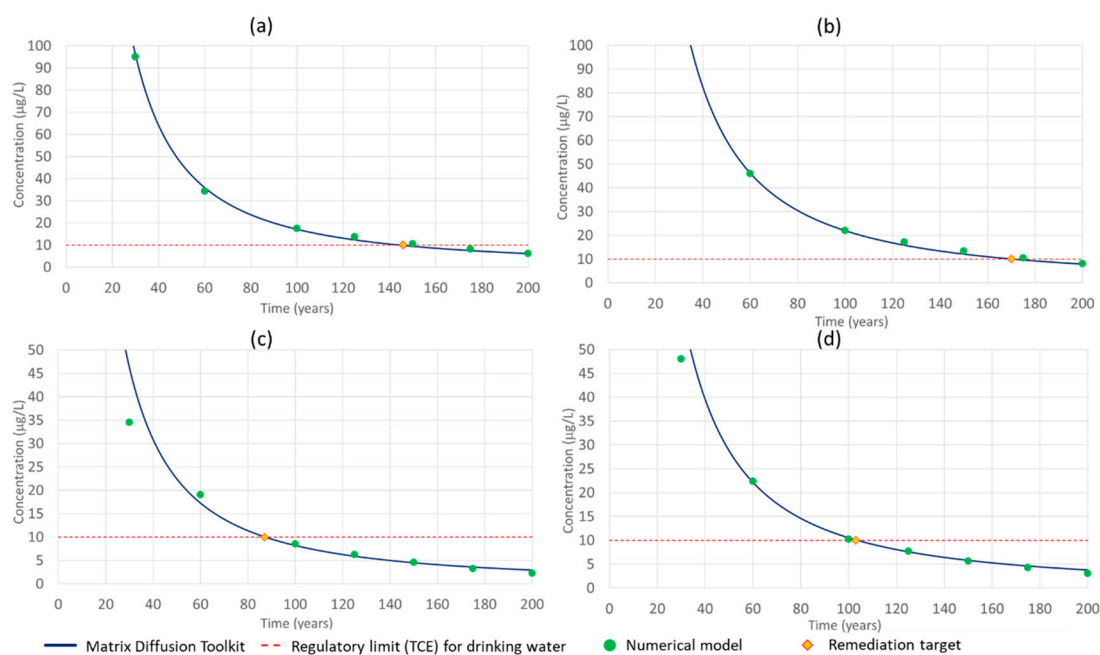 (a)
Concentration (µg/L)
100
90
80
70
60
50
40
30
20
10
0
0 20 40 60 80 100 120 140 160 180 200
Time (years)
(b)
Concentration (µg/L)
100
90
80
70
60
50
40
30
20
10
0
0 20 40 60 80 100 120 140 160 180 200
Time (years)
(c)
Concentration (µg/L)
50
45
40
35
30
25
20
15
10
5
0
0 20 40 60 80 100 120 140 160 180 200
Time (years)
(d)
Concentration (µg/L)
50
45
40
35
30
25
20
15
10
5
0
0 20 40 60 80 100 120 140 160 180 200
Time (years)
Matrix Diffusion Toolkit Regulatory limit (TCE) for drinking water Numerical model Remediation target